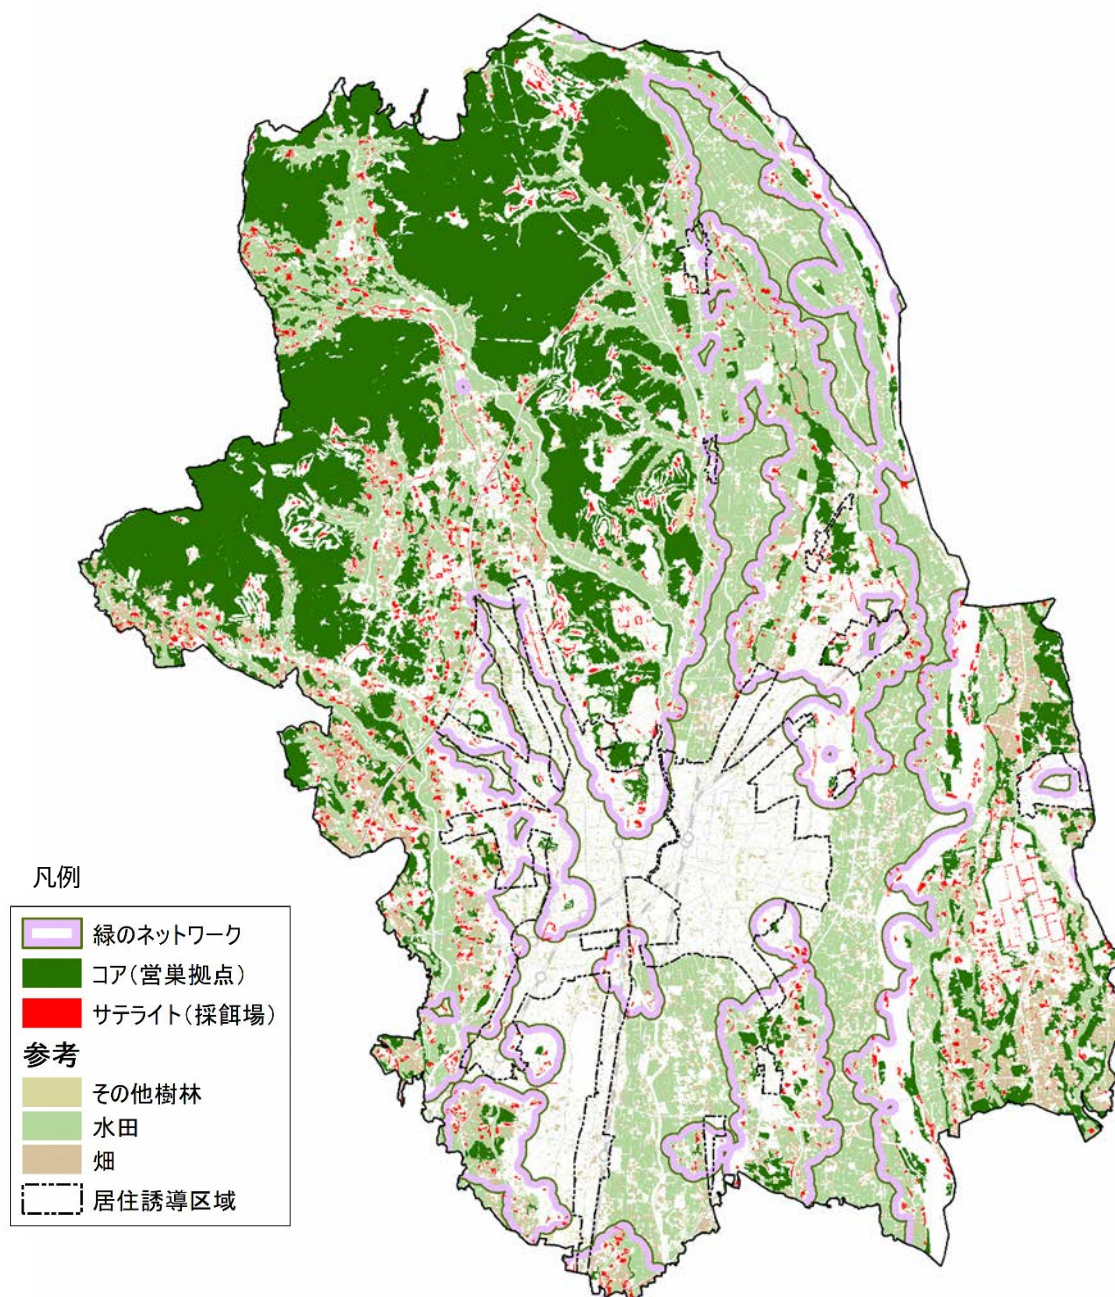 凡例
緑のネットワーク
コア(営巣拠点)
サテライト(採餌場)
参考
その他樹林
水田
畑
居住誘導区域